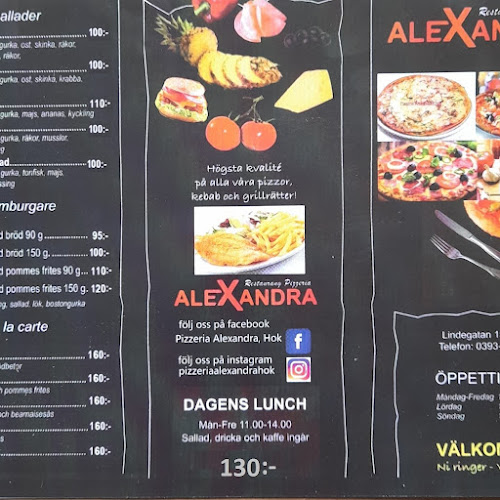 allader
100:-
gurka, ost, skinka, räkor,
, räkor,
100:-
gurka, ost, skinka, krabba,
110:-
gurka, majs, ananas, kyckling
100:-
gurka, räkor, musslor,
ad
100:-
gurka, tonfisk, majs,
ssing
mburgare
d bröd 90 g 95:-
d bröd 150 g. 100:-
d pommes frites 90 g 110:-
d pommes frites 150 g. 120:-
ng, sallad, lök, bostongurka
la carte
160:-
160:-
h pommes frites
160:-
och bearnaisesås
160:-
160:-
Högsta kvalité
på alla våra pizzor,
kebab och grillrätter!
Restaurang Pizzeria
ALEXANDRA
följ oss på facebook
Pizzeria Alexandra, Hok
följ oss på instagram
pizzeriaalexandrahok
DAGENS LUNCH
Mån-Fre 11.00-14.00
Sallad, dricka och kaffe ingår
130:-
Resta
ALEXAN
Lindegatan 1
Telefon: 0393-
ÖPPETTI
Måndag-Fredag 1
Lördag
Söndag
VÄLKOM
Ni ringer -